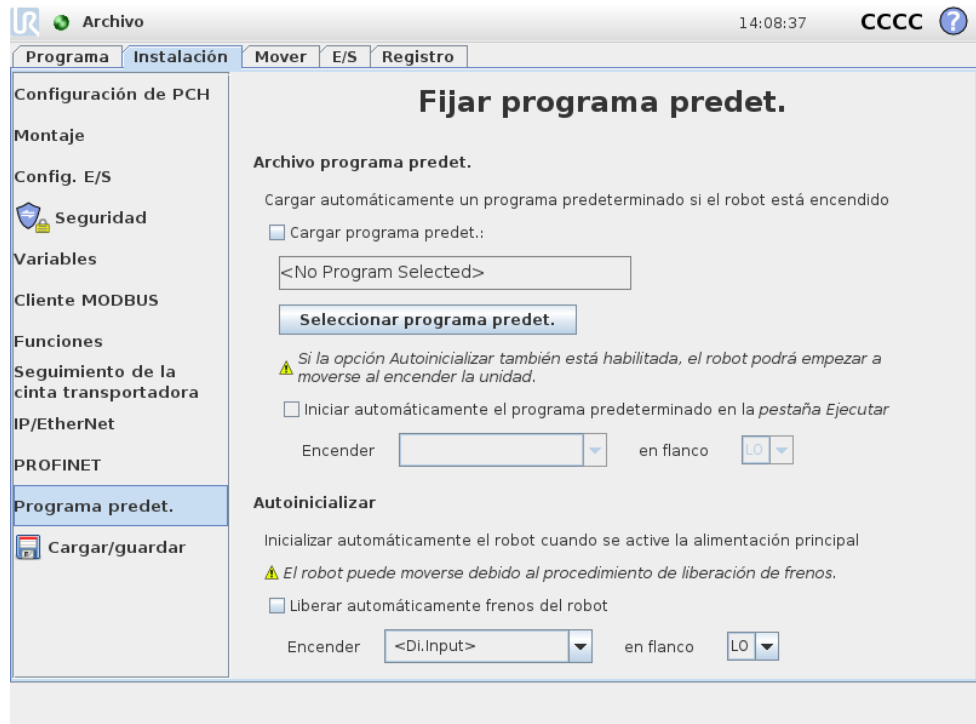 UR Archivo 14:08:37 CCCC ?
Programa Instalación Mover E/S Registro
Configuración de PCH
Montaje
Config. E/S
Seguridad
Variables
Cliente MODBUS
Funciones
Seguimiento de la
cinta transportadora
IP/EtherNet
PROFINET
Programa predet.
Cargar/guardar
Fijar programa predet.
Archivo programa predet.
Cargar automáticamente un programa predeterminado si el robot está encendido
Cargar programa predet.:
<No Program Selected>
Seleccionar programa predet.
Si la opción Autoinicializar también está habilitada, el robot podrá empezar a
moverse al encender la unidad.
Iniciar automáticamente el programa predeterminado en la pestaña Ejecutar
Encender en flanco LO
Autoinicializar
Inicializar automáticamente el robot cuando se active la alimentación principal
El robot puede moverse debido al procedimiento de liberación de frenos.
Liberar automáticamente frenos del robot
Encender <Di.Input> en flanco LO